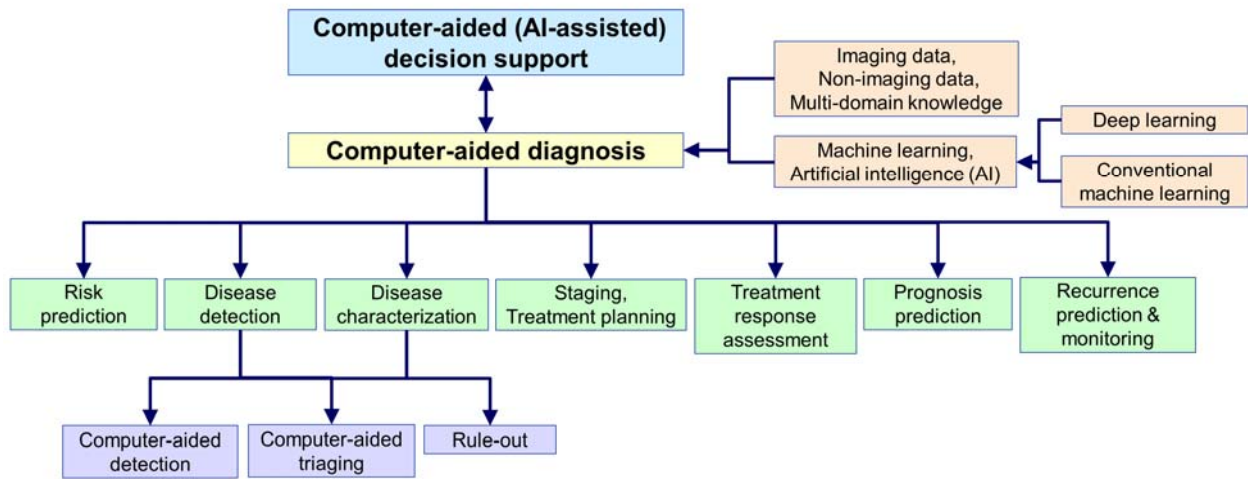 Computer-aided (AI-assisted)
decision support
Imaging data,
Non-imaging data,
Multi-domain knowledge
Deep learning
Computer-aided diagnosis
Machine learning,
Artificial intelligence (AI)
Conventional
machine learning
Risk
prediction
Disease
detection
Disease
characterization
Staging,
Treatment planning
Treatment
response
assessment
Prognosis
prediction
Recurrence
prediction &
monitoring
Computer-aided
detection
Computer-aided
triaging
Rule-out